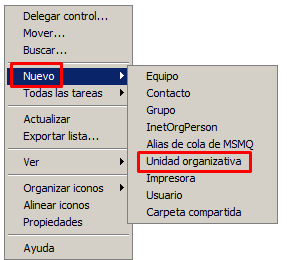 Delegar control...
Mover...
Buscar...
Nuevo
Todas las tareas
Actualizar
Exportar lista...
Ver
Organizar iconos
Alinear iconos
Propiedades
Ayuda
Equipo
Contacto
Grupo
InetOrgPerson
Alias de cola de MSMQ
Unidad organizativa
Impresora
Usuario
Carpeta compartida